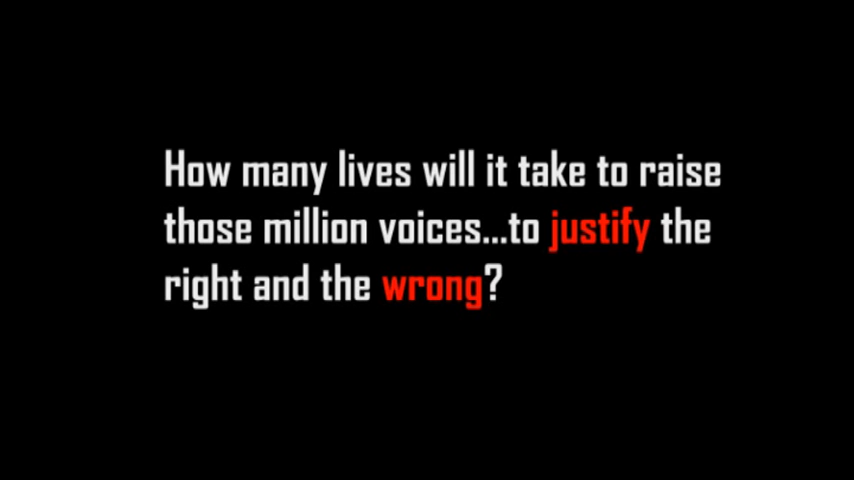 How many lives will it take to raise
those million voices...to justify the
right and the wrong?